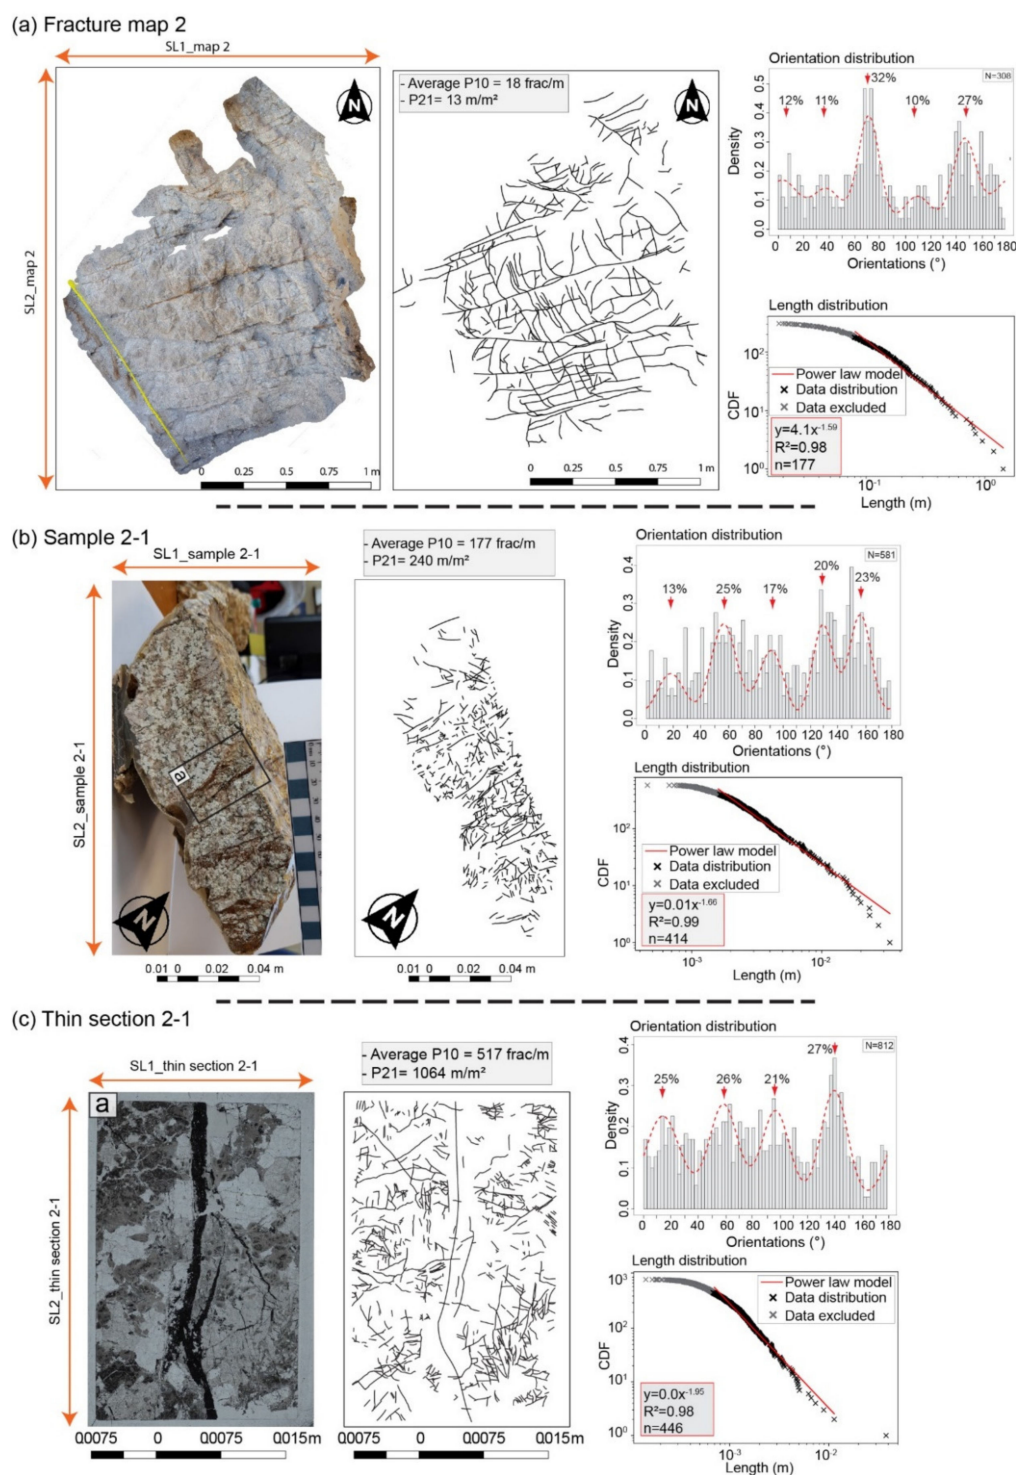 (a) Fracture map 2
SL1_map 2
SL2_map 2
N
0 0.25 0.5 0.75 1 m
- Average P10 = 18 frac/m
- P21= 13 m/m²
N
0 0.25 0.5 0.75 1 m
Orientation distribution
N=308
12% 11% 32% 10% 27%
Density
0.5
0.4
0.3
0.2
0.1
0.0
0 20 40 60 80 100 120 140 160 180
Orientations (°)
Length distribution
CDF
10²
10¹
10⁰
Power law model
Data distribution
Data excluded
y=4.1x-1.59
R²=0.98
n=177
10-1 10⁰
Length (m)
(b) Sample 2-1
SL1_sample 2-1
SL2_sample 2-1
a
N
0.01 0 0.02 0.04 m
- Average P10 = 177 frac/m
- P21= 240 m/m²
N
0.01 0 0.02 0.04 m
Orientation distribution
N=581
13% 25% 17% 20% 23%
Density
0.4
0.3
0.2
0.1
0.0
0 20 40 60 80 100 120 140 160 180
Orientations (°)
Length distribution
CDF
10²
10¹
10⁰
Power law model
Data distribution
Data excluded
y=0.01x-1.66
R²=0.99
n=414
10-3 10-2
Length (m)
(c) Thin section 2-1
SL1_thin section 2-1
SL2_thin section 2-1
a
0.0075 0 0.0075 0.015m
- Average P10 = 517 frac/m
- P21= 1064 m/m²
0.0075 0 0.0075 0.015m
Orientation distribution
N=812
25% 26% 21% 27%
Density
0.4
0.3
0.2
0.1
0.0
0 20 40 60 80 100 120 140 160 180
Orientations (°)
Length distribution
CDF
10³
10²
10¹
10⁰
Power law model
Data distribution
Data excluded
y=0.0x-1.95
R²=0.98
n=446
10-3 10-2
Length (m)